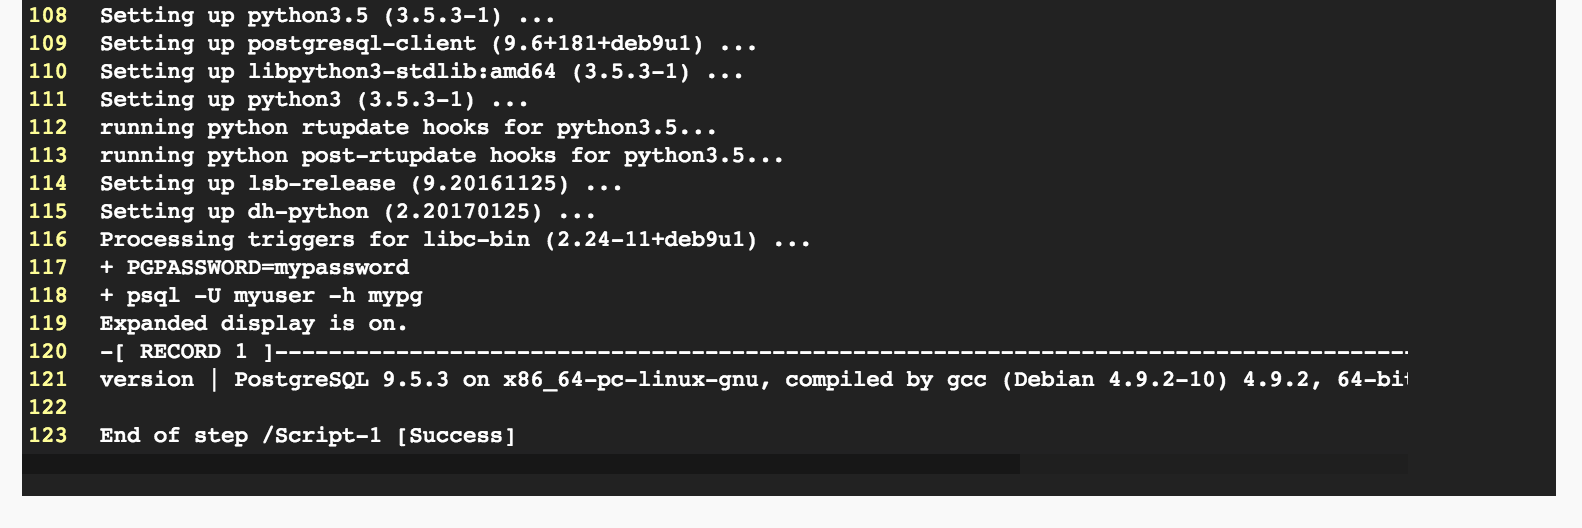 108 Setting up python3.5 (3.5.3-1) ...
109 Setting up postgresql-client (9.6+181+deb9u1) ...
110 Setting up libpython3-stdlib:amd64 (3.5.3-1) ...
111 Setting up python3 (3.5.3-1) ...
112 running python rtupdate hooks for python3.5...
113 running python post-rtupdate hooks for python3.5...
114 Setting up lsb-release (9.20161125) ...
115 Setting up dh-python (2.20170125) ...
116 Processing triggers for libc-bin (2.24-11+deb9u1) ...
117 + PGPASSWORD=mypassword
118 + psql -U myuser -h mypg
119 Expanded display is on.
120 -[ RECORD 1 ]------------------------------------------------------------------------------------
121 version | PostgreSQL 9.5.3 on x86_64-pc-linux-gnu, compiled by gcc (Debian 4.9.2-10) 4.9.2, 64-bit
122
123 End of step /Script-1 [Success]